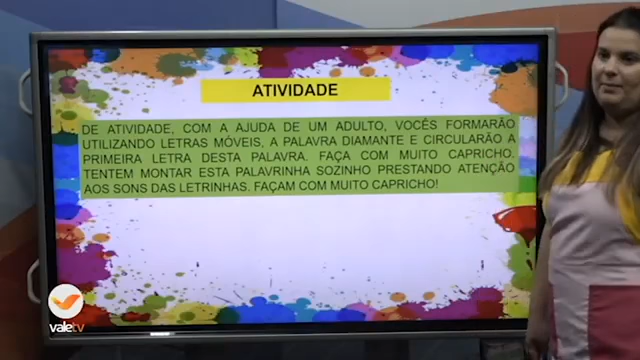 ATIVIDADE
DE ATIVIDADE, COM A AJUDA DE UM ADULTO, VOCÊS FORMARÃO
UTILIZANDO LETRAS MÓVEIS, A PALAVRA DIAMANTE E CIRCULARÃO A
PRIMEIRA LETRA DESTA PALAVRA. FAÇA COM MUITO CAPRICHO.
TENTEM MONTAR ESTA PALAVRINHA SOZINHO PRESTANDO ATENÇÃO
AOS SONS DAS LETRINHAS. FAÇAM COM MUITO CAPRICHO!
valetv